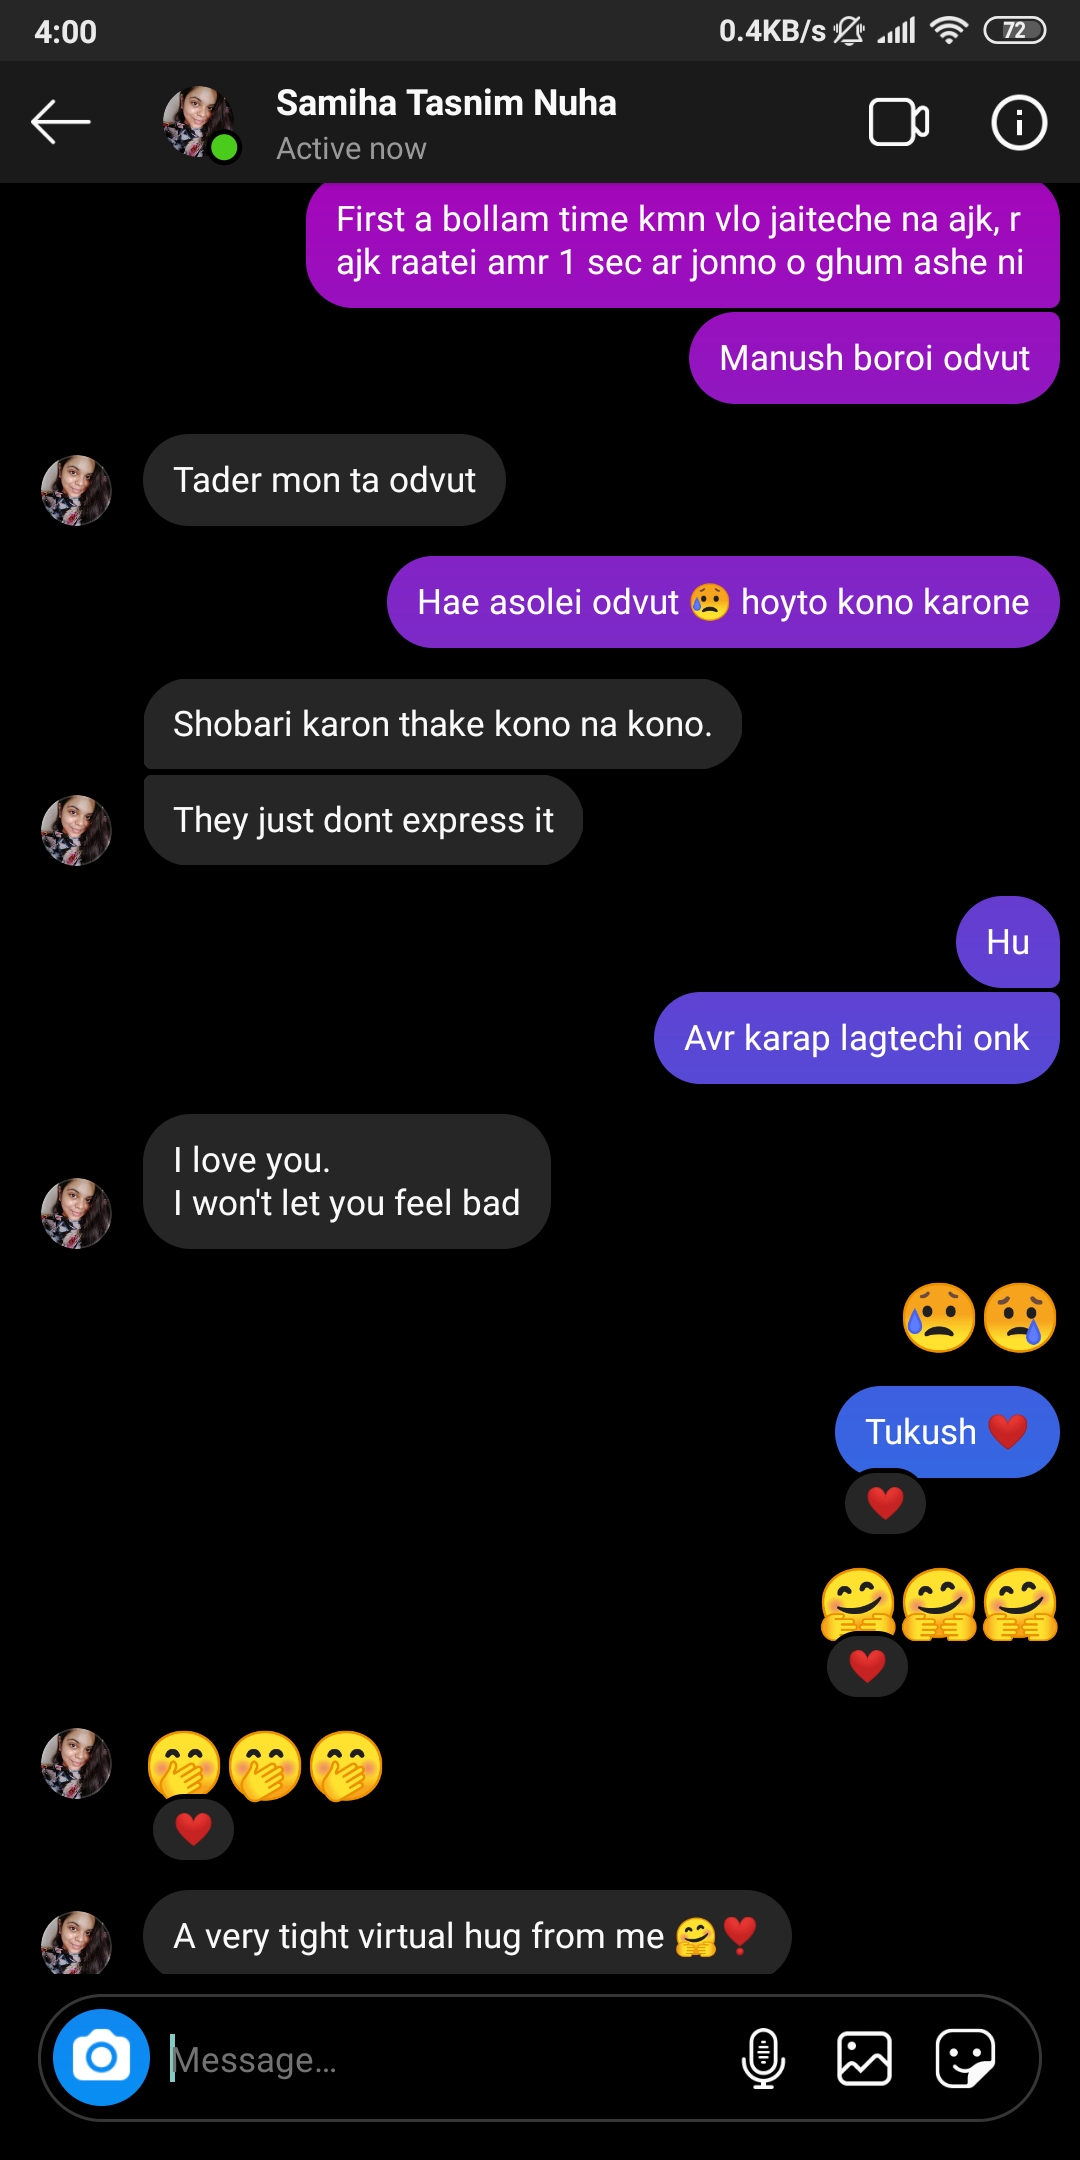 4:00
0.4KB/s
72
Samiha Tasnim Nuha
Active now
First a bollam time kmn vlo jaiteche na ajk, r
ajk raatei amr 1 sec ar jonno o ghum ashe ni
Manush boroi odvut
Tader mon ta odvut
Hae asolei odvut 😥 hoyto kono karone
Shobari karon thake kono na kono.
They just dont express it
Hu
Avr karap lagtechi onk
I love you.
I won't let you feel bad
😥😢
Tukush ❤️
❤️
🤗🤗🤗
❤️
🤭🤭🤭
❤️
A very tight virtual hug from me 🤗❣️
Message…